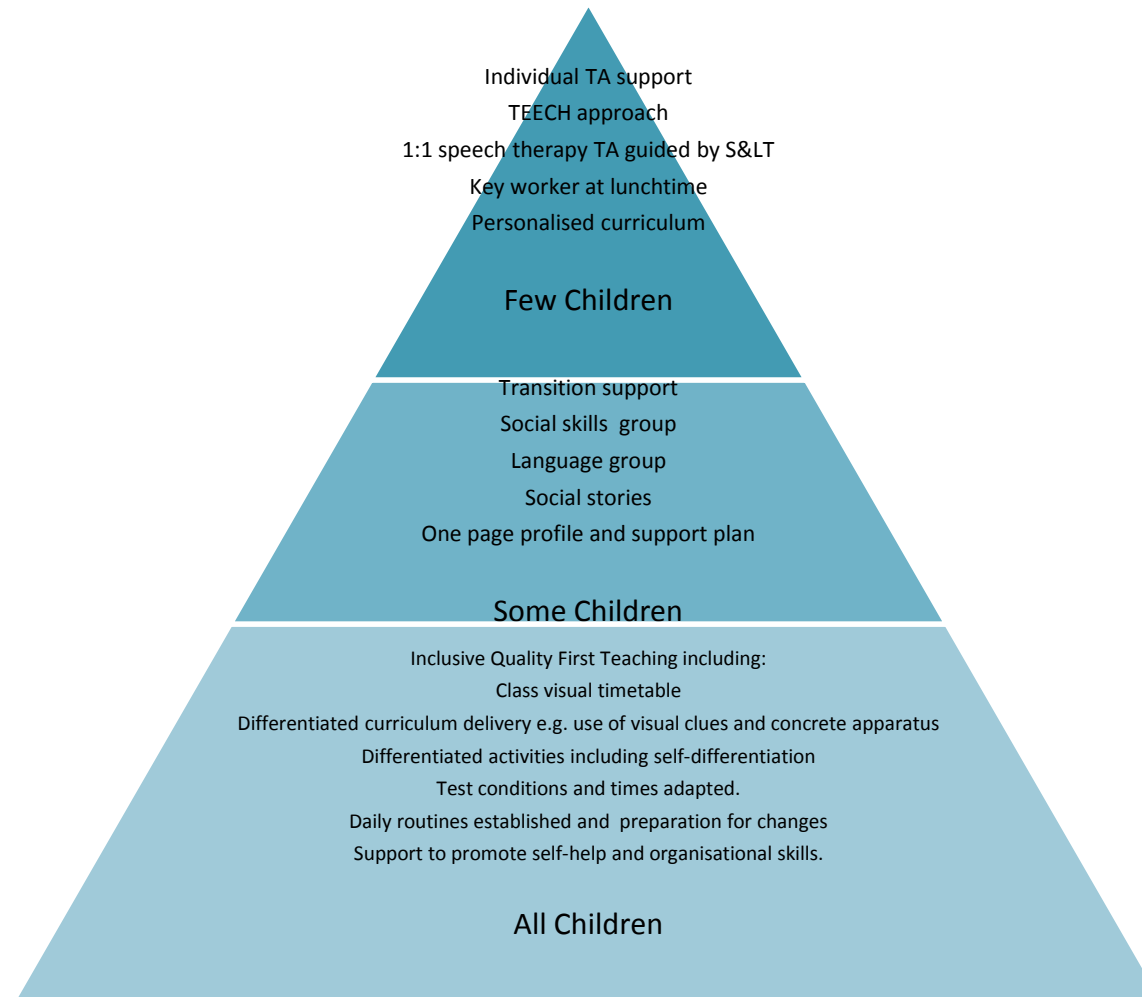 Individual TA support
TEECH approach
1:1 speech therapy TA guided by S&LT
Key worker at lunchtime
Personalised curriculum
Few Children
Transition support
Social skills  group
Language group
Social stories
One page profile and support plan
Some Children
Inclusive Quality First Teaching including:
Class visual timetable
Differentiated curriculum delivery e.g. use of visual clues and concrete apparatus
Differentiated activities including self-differentiation
Test conditions and times adapted.
Daily routines established and  preparation for changes
Support to promote self-help and organisational skills.
All Children